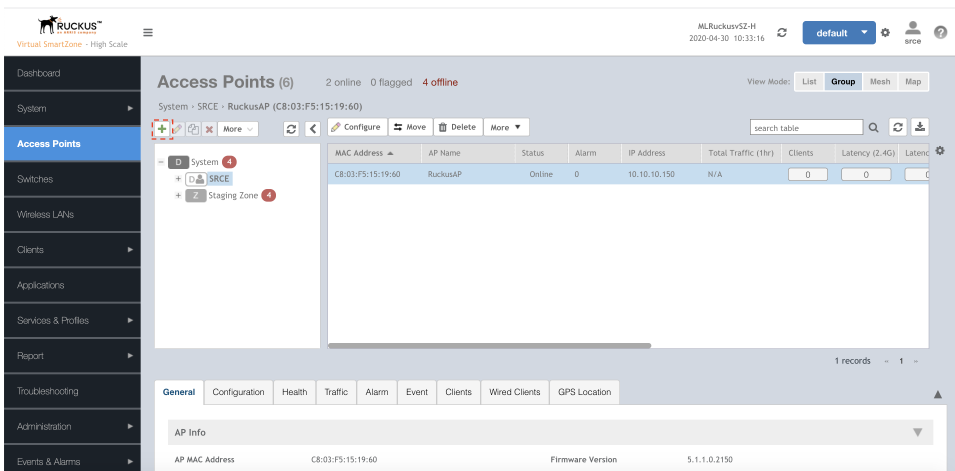 RUCKUS™
Virtual SmartZone - High Scale
MLRuckusvSZ-H
2020-04-30 10:33:16
default
srce
Dashboard
System
Access Points
Switches
Wireless LANs
Clients
Applications
Services & Profiles
Report
Troubleshooting
Administration
Events & Alarms
Access Points (6) 2 online 0 flagged 4 offline
View Mode: List Group Mesh Map
System › SRCE › RuckusAP (C8:03:F5:15:19:60)
More
Configure Move Delete More
search table
D System 4
D SRCE
Z Staging Zone 4
MAC Address AP Name Status Alarm IP Address Total Traffic (1hr) Clients Latency (2.4G) Latenc
C8:03:F5:15:19:60 RuckusAP Online 0 10.10.10.150 N/A 0 0
1 records « 1 »
General Configuration Health Traffic Alarm Event Clients Wired Clients GPS Location
AP Info
AP MAC Address C8:03:F5:15:19:60 Firmware Version 5.1.1.0.2150